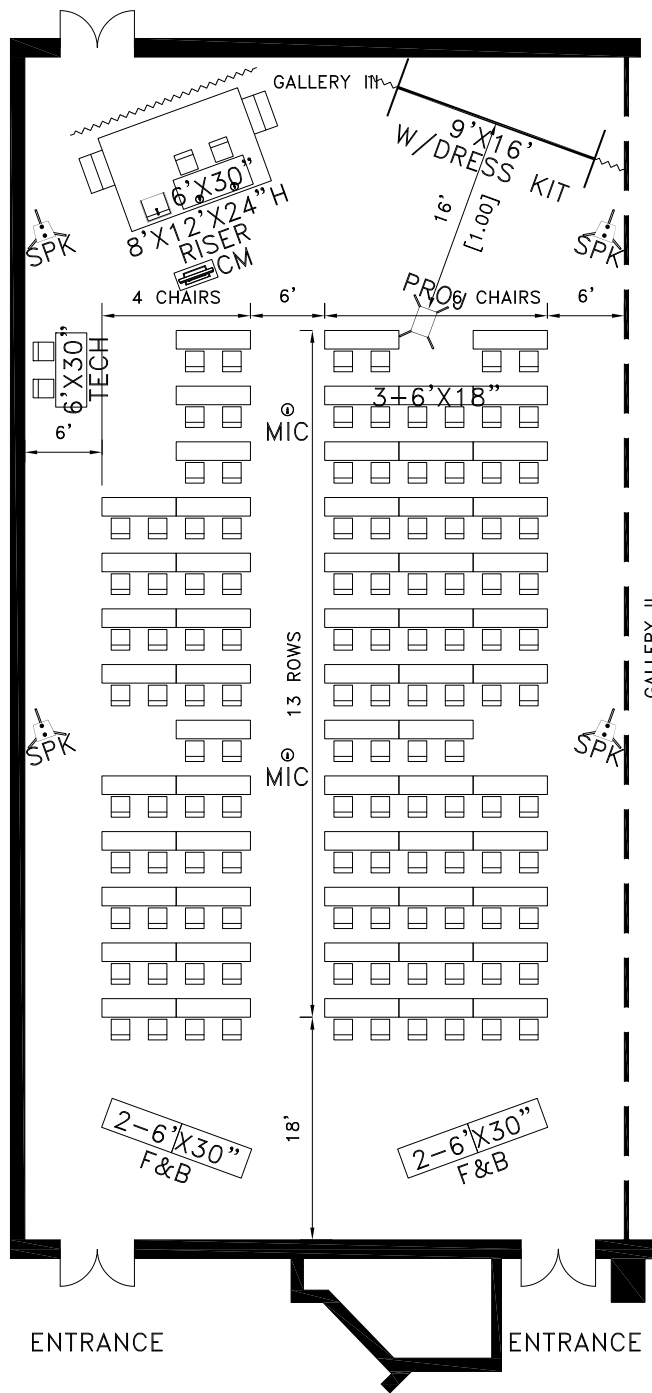 GALLERY III
9'X16'
W/DRESS KIT
6'X30"
8'X12'X24"H
RISER
CM
16'
[1.00]
SPK
SPK
PROJ
4 CHAIRS
6'
6 CHAIRS
6'
6'X30"
TECH
6'
3-6'X18"
MIC
13 ROWS
GALLERY II
SPK
SPK
MIC
18'
2-6'X30"
F&B
2-6'X30"
F&B
ENTRANCE
ENTRANCE